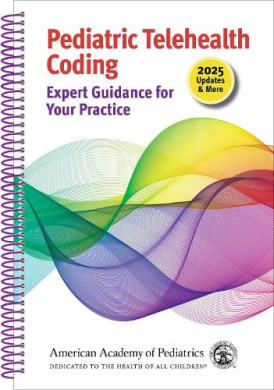 Pediatric Telehealth
Coding
Expert Guidance for
Your Practice
2025
Updates
& More
American Academy of Pediatrics
DEDICATED TO THE HEALTH OF ALL CHILDREN®